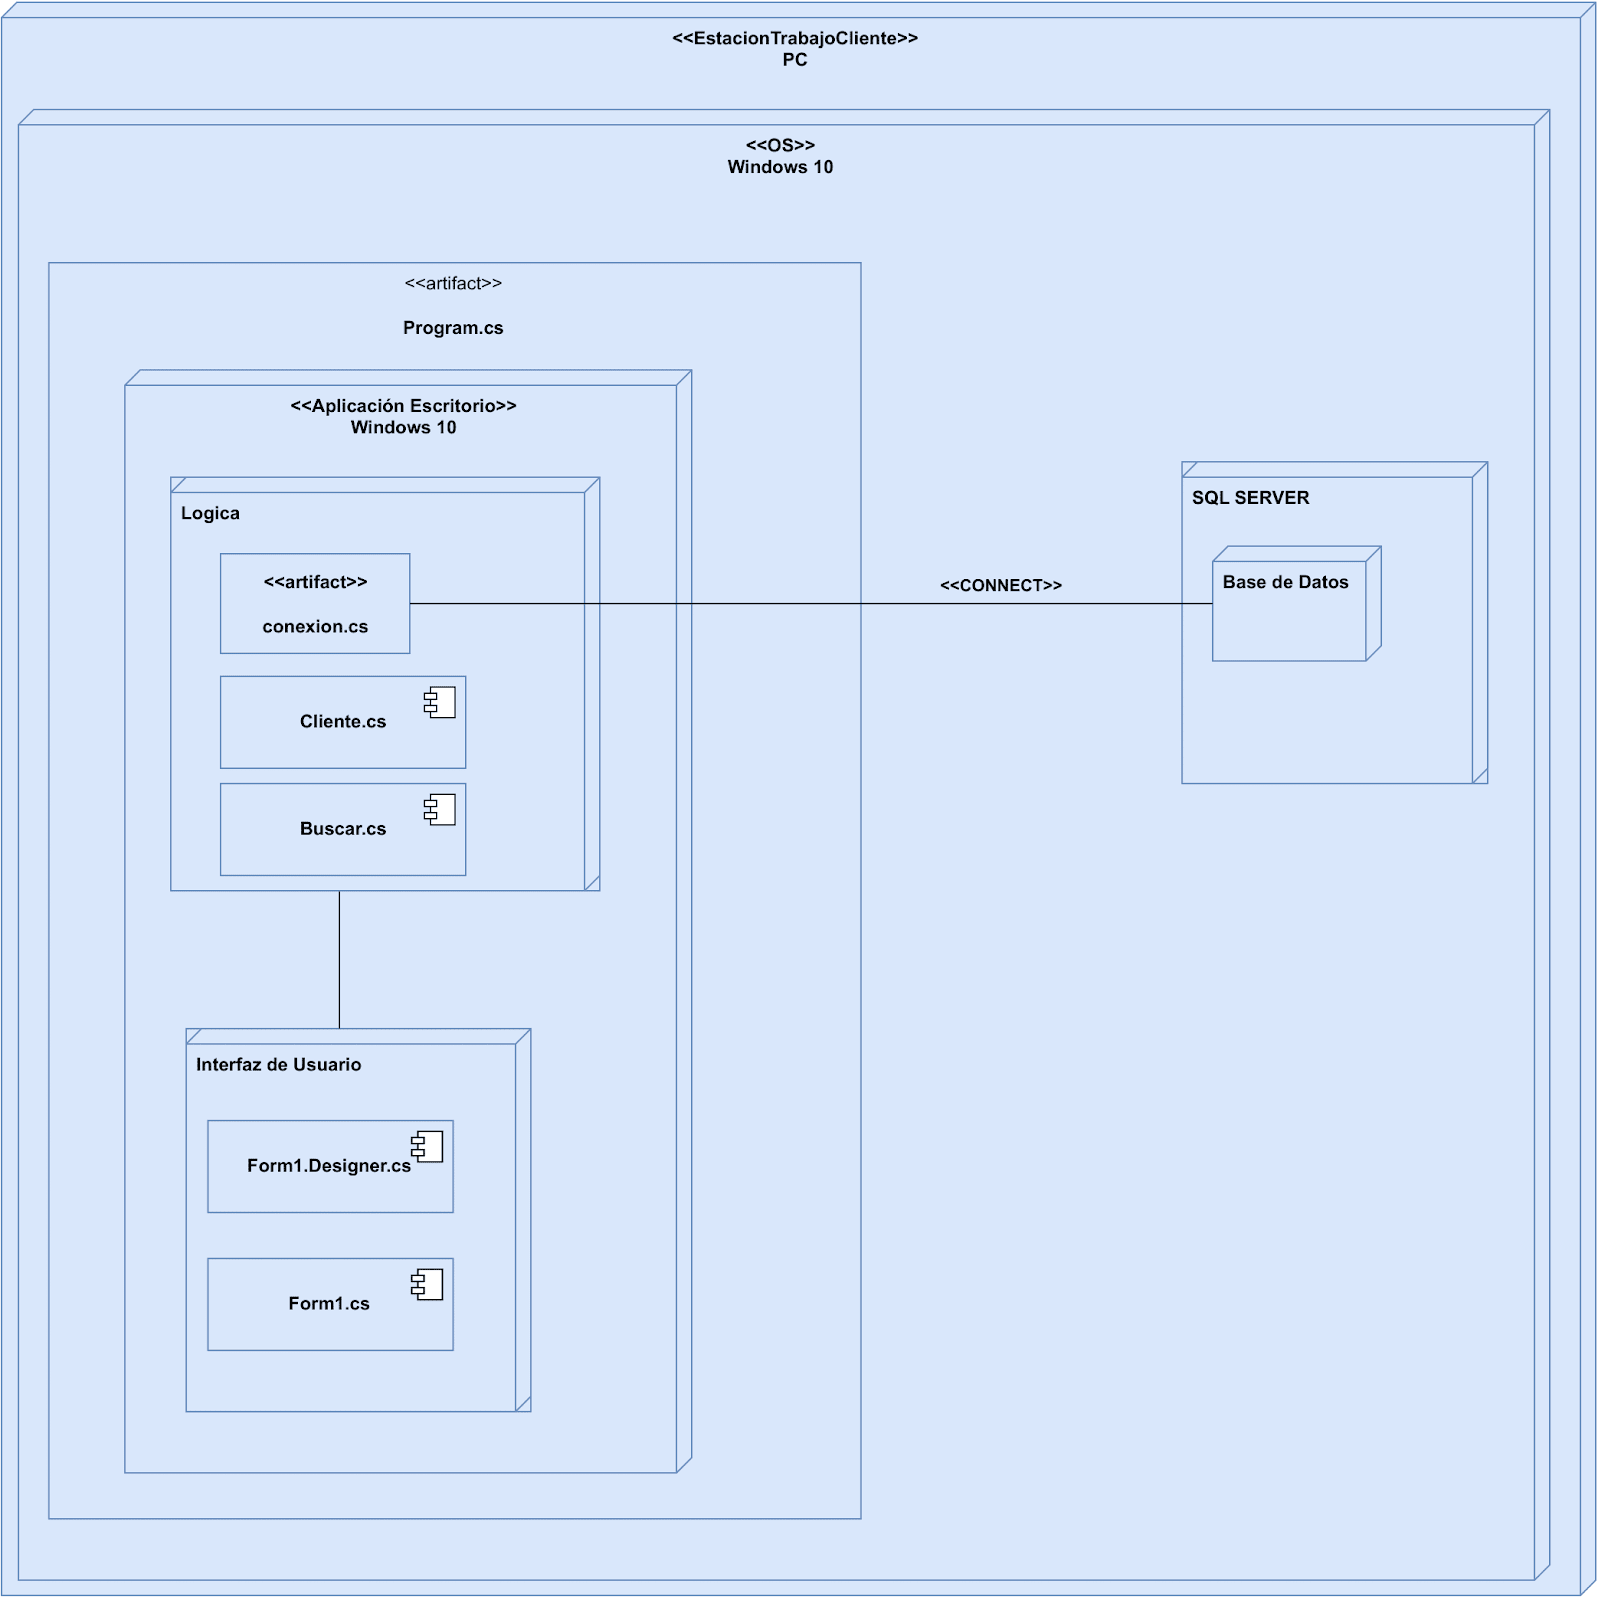 <<EstacionTrabajoCliente>>
PC
<<OS>>
Windows 10
<<artifact>>
Program.cs
<<Aplicación Escritorio>>
Windows 10
Logica
<<artifact>>
conexion.cs
Cliente.cs
Buscar.cs
<<CONNECT>>
SQL SERVER
Base de Datos
Interfaz de Usuario
Form1.Designer.cs
Form1.cs